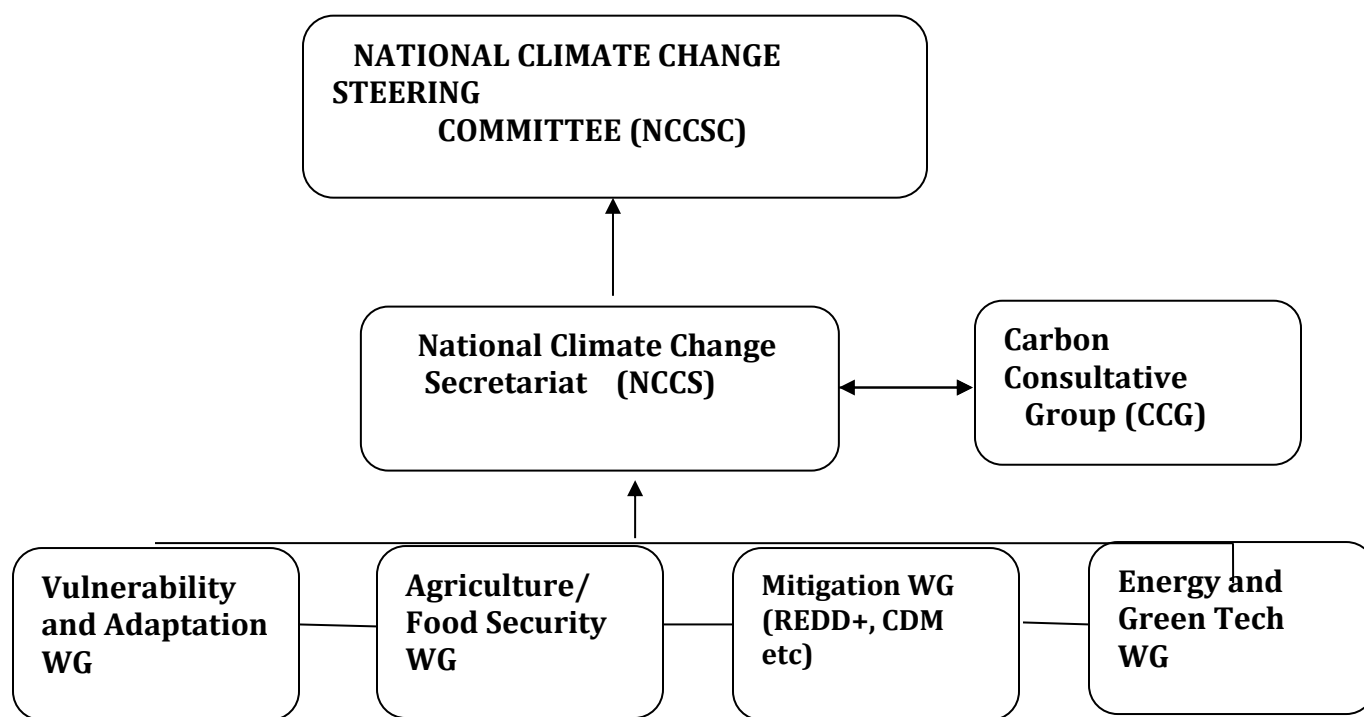 NATIONAL CLIMATE CHANGE
STEERING
COMMITTEE (NCCSC)
National Climate Change
Secretariat (NCCS)
Carbon
Consultative
Group (CCG)
Vulnerability
and Adaptation
WG
Agriculture/
Food Security
WG
Mitigation WG
(REDD+, CDM
etc)
Energy and
Green Tech
WG